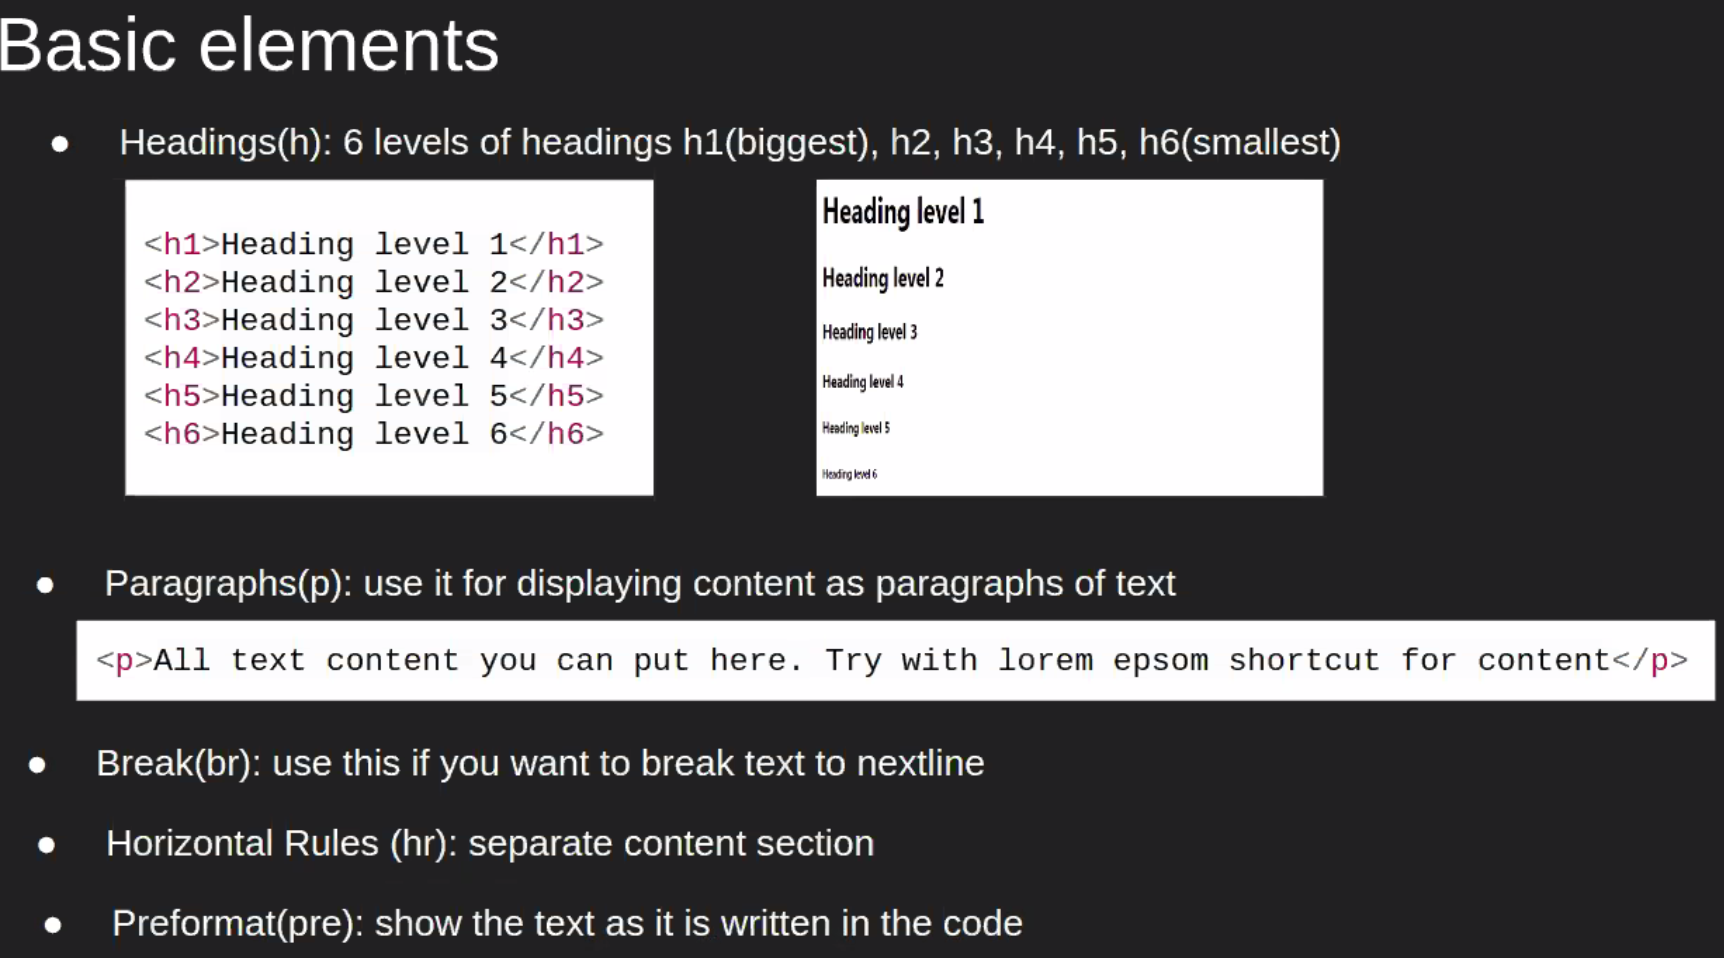 Basic elements
● Headings(h): 6 levels of headings h1(biggest), h2, h3, h4, h5, h6(smallest)
<h1>Heading level 1</h1>
<h2>Heading level 2</h2>
<h3>Heading level 3</h3>
<h4>Heading level 4</h4>
<h5>Heading level 5</h5>
<h6>Heading level 6</h6>
Heading level 1
Heading level 2
Heading level 3
Heading level 4
Heading level 5
Heading level 6
● Paragraphs(p): use it for displaying content as paragraphs of text
<p>All text content you can put here. Try with lorem epsom shortcut for content</p>
● Break(br): use this if you want to break text to nextline
● Horizontal Rules (hr): separate content section
● Preformat(pre): show the text as it is written in the code